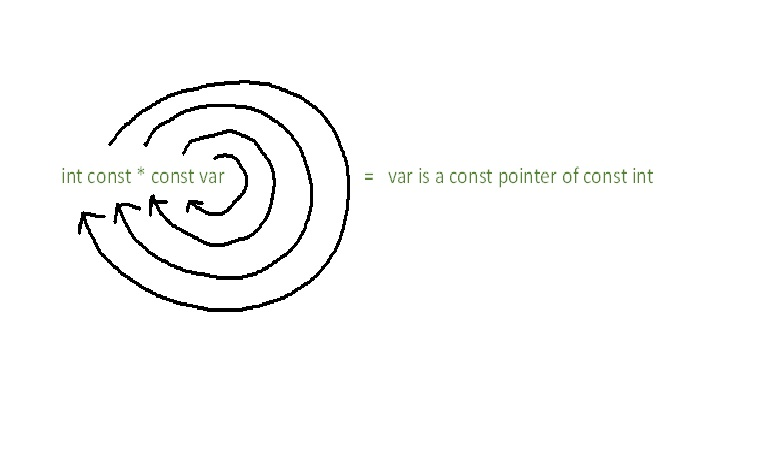 int const * const var = var is a const pointer of const int